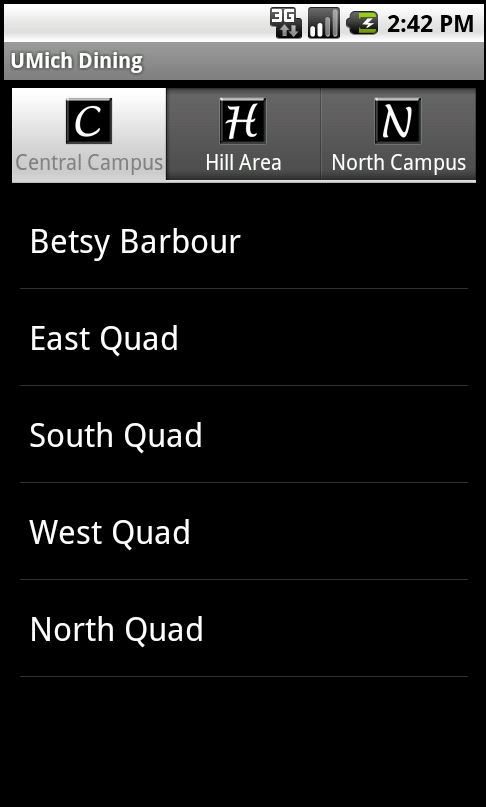 3G 2:42 PM
UMich Dining
C H N
Central Campus Hill Area North Campus
Betsy Barbour
East Quad
South Quad
West Quad
North Quad